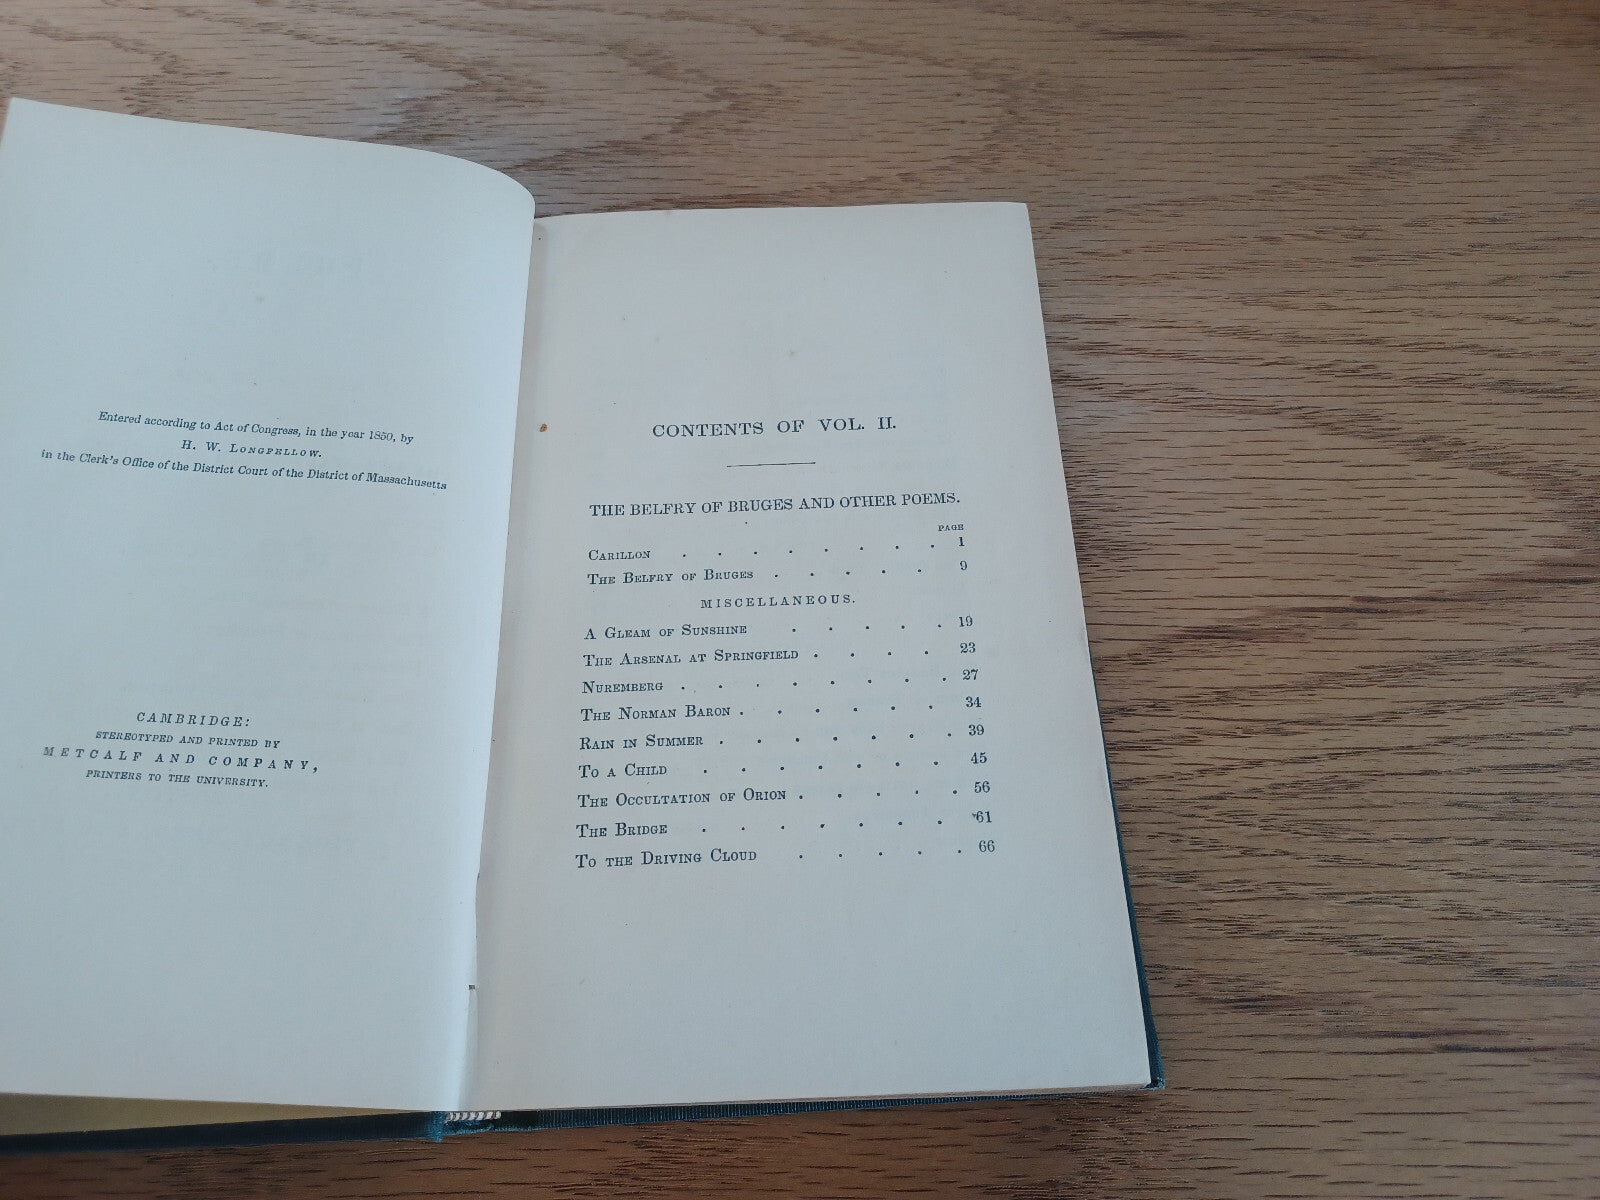 Entered according to Act of Congress, in the year 1850, by
H. W. LONGFELLOW.
in the Clerk's Office of the District Court of the District of Massachusetts
CAMBRIDGE:
STEREOTYPED AND PRINTED BY
METCALF AND COMPANY,
PRINTERS TO THE UNIVERSITY.
CONTENTS OF VOL. II.
THE BELFRY OF BRUGES AND OTHER POEMS.
PAGE
CARILLON . . . . . . . . 1
THE BELFRY OF BRUGES . . . . . 9
MISCELLANEOUS.
A GLEAM OF SUNSHINE . . . . . 19
THE ARSENAL AT SPRINGFIELD . . . . 23
NUREMBERG . . . . . . . . 27
THE NORMAN BARON . . . . . . 34
RAIN IN SUMMER . . . . . . . 39
TO A CHILD . . . . . . . 45
THE OCCULTATION OF ORION . . . . . 56
THE BRIDGE . . . . . . . 61
TO THE DRIVING CLOUD . . . . . 66